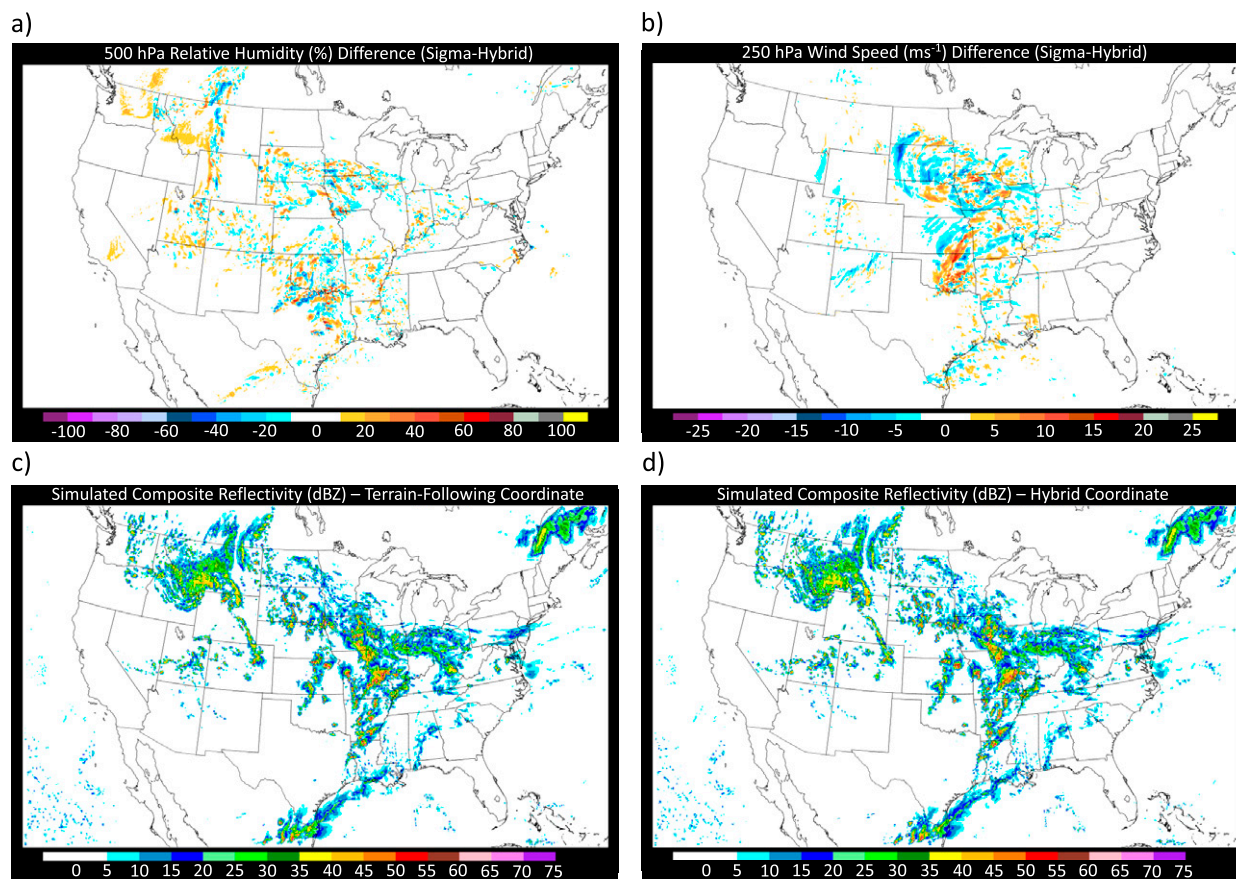 a)
b)
500 hPa Relative Humidity (%) Difference (Sigma-Hybrid)
250 hPa Wind Speed (ms⁻¹) Difference (Sigma-Hybrid)
-100 -80 -60 -40 -20 0 20 40 60 80 100
-25 -20 -15 -10 -5 0 5 10 15 20 25
c)
d)
Simulated Composite Reflectivity (dBZ) – Terrain-Following Coordinate
Simulated Composite Reflectivity (dBZ) – Hybrid Coordinate
0 5 10 15 20 25 30 35 40 45 50 55 60 65 70 75
0 5 10 15 20 25 30 35 40 45 50 55 60 65 70 75